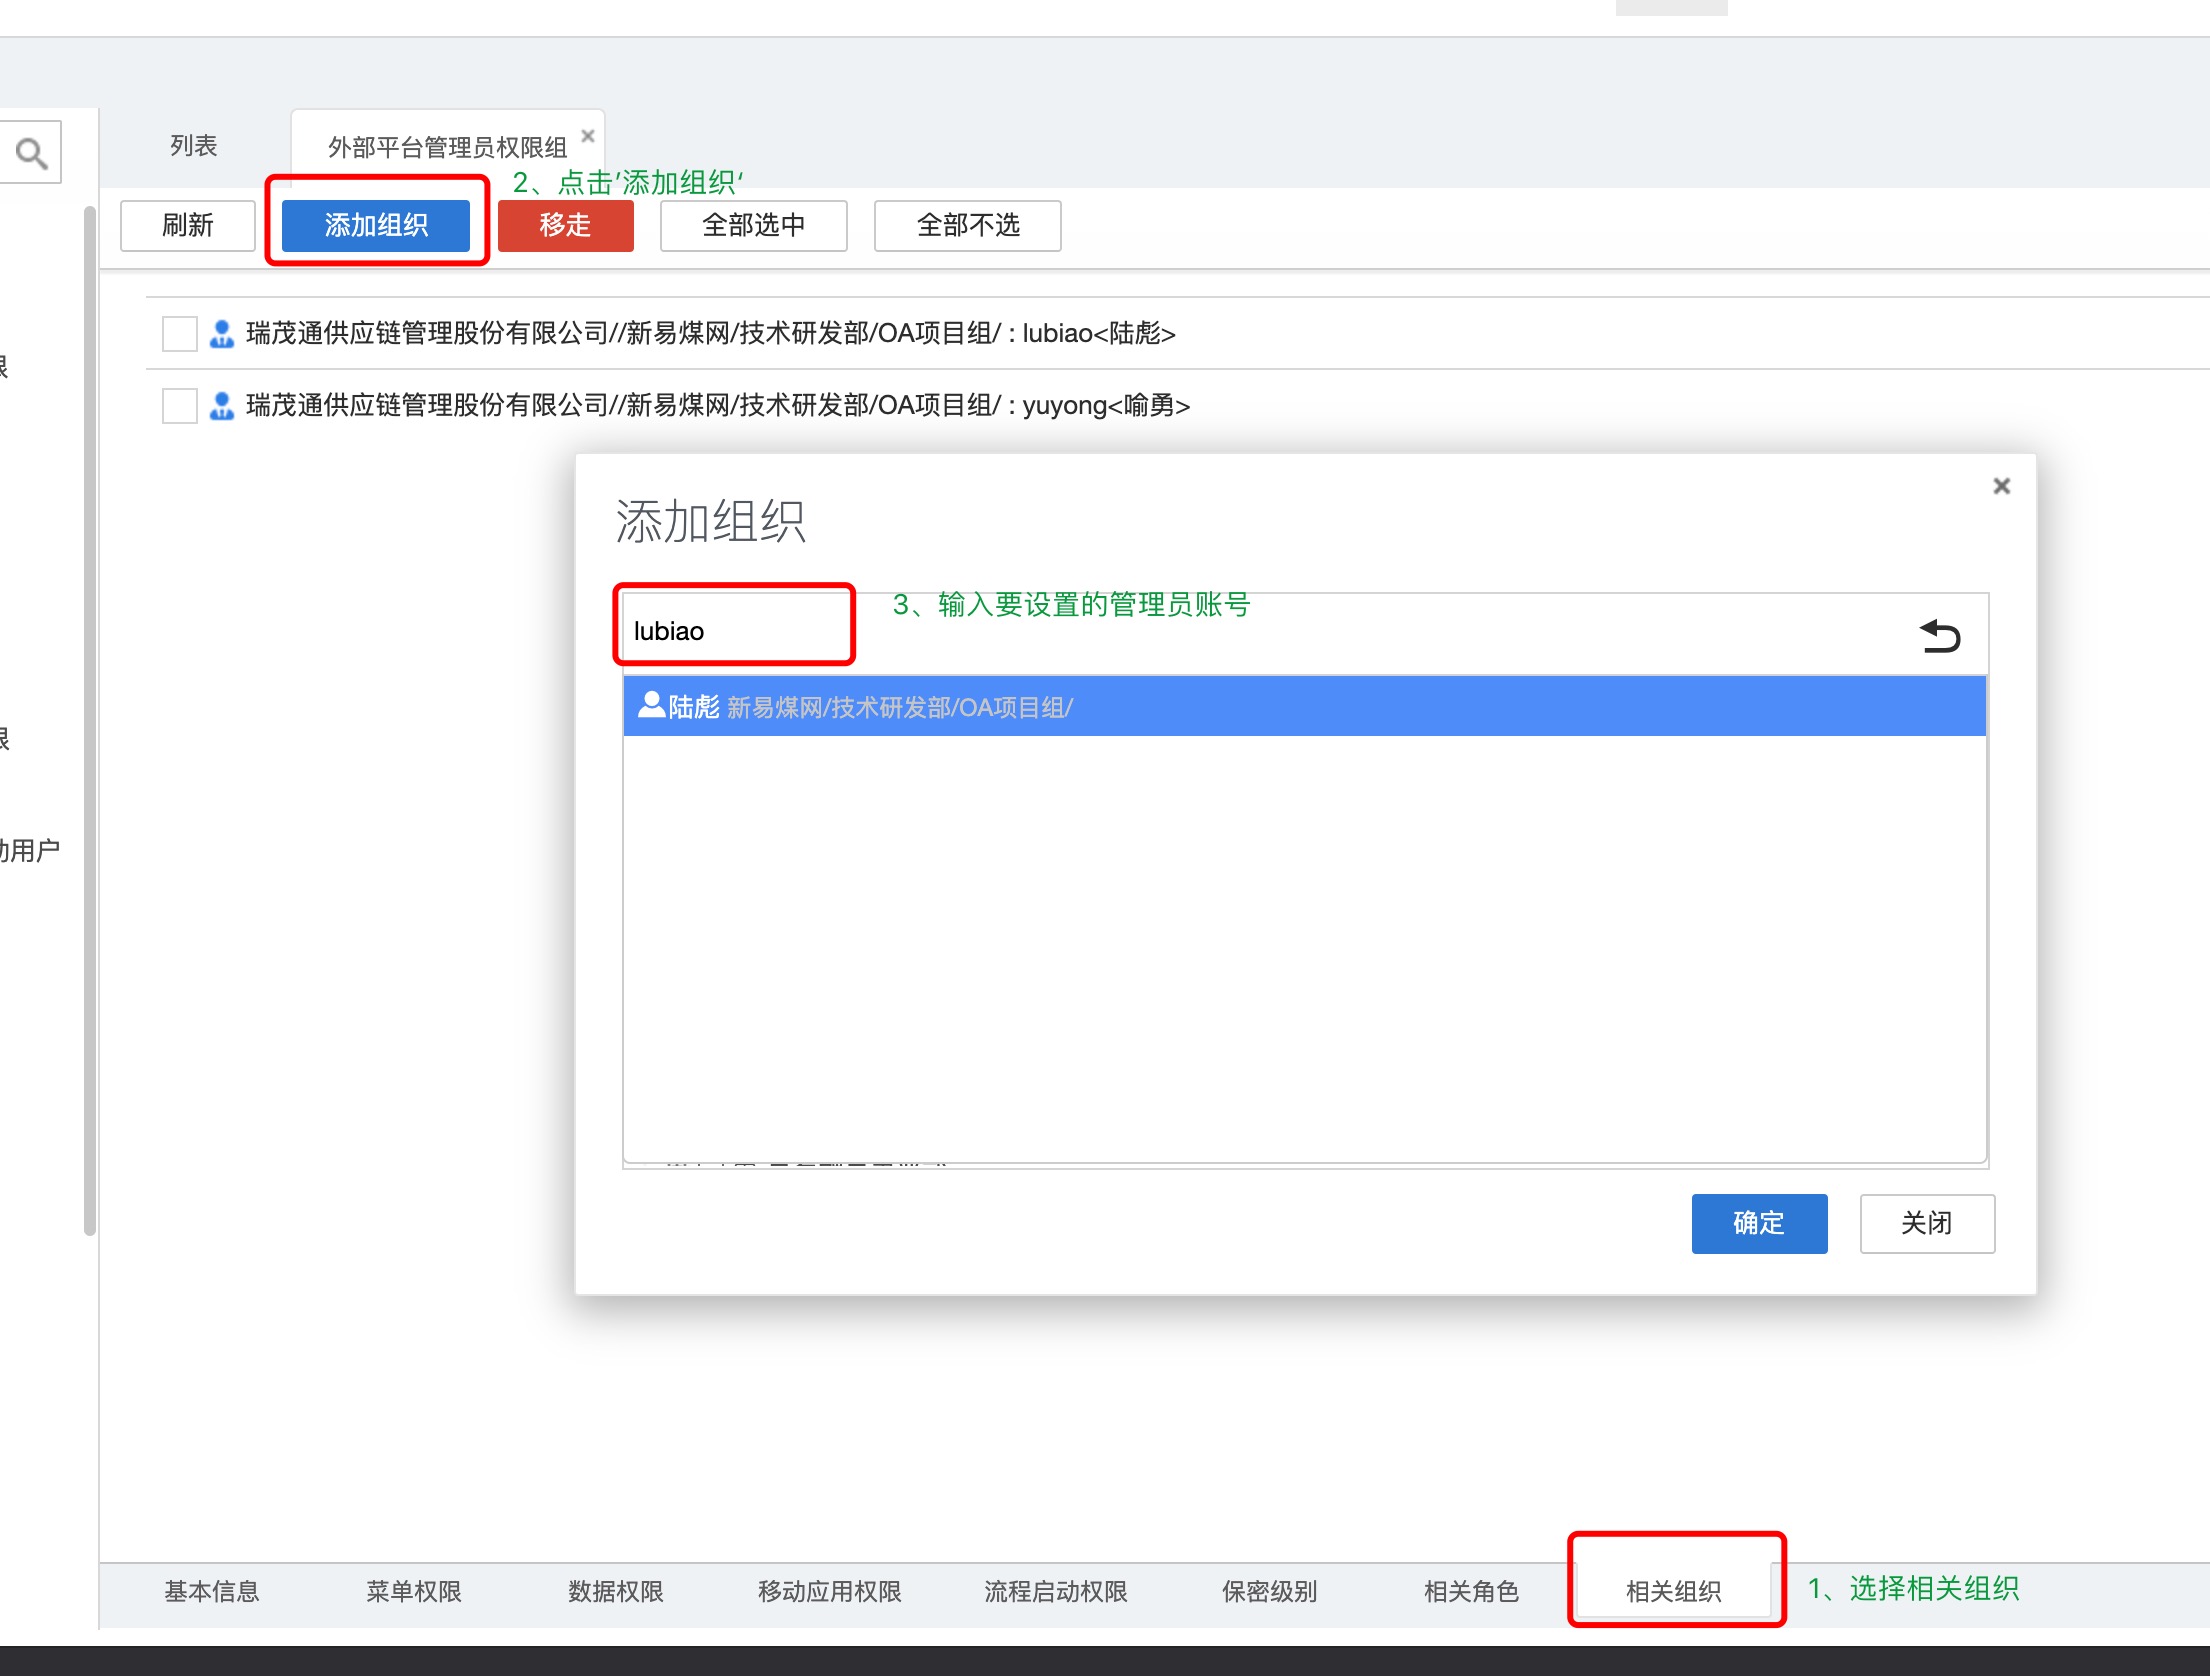 列表
外部平台管理员权限组
2、点击’添加组织‘
刷新
添加组织
移走
全部选中
全部不选
瑞茂通供应链管理股份有限公司//新易煤网/技术研发部/OA项目组/ : lubiao<陆彪>
瑞茂通供应链管理股份有限公司//新易煤网/技术研发部/OA项目组/ : yuyong<喻勇>
添加组织
3、输入要设置的管理员账号
lubiao
陆彪 新易煤网/技术研发部/OA项目组/
用户
确定
关闭
基本信息
菜单权限
数据权限
移动应用权限
流程启动权限
保密级别
相关角色
相关组织
1、选择相关组织